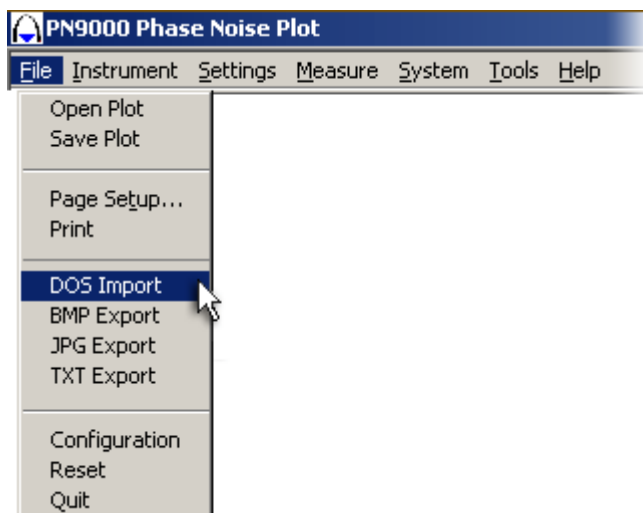 PN9000 Phase Noise Plot
File Instrument Settings Measure System Tools Help
Open Plot
Save Plot
Page Setup...
Print
DOS Import
BMP Export
JPG Export
TXT Export
Configuration
Reset
Quit